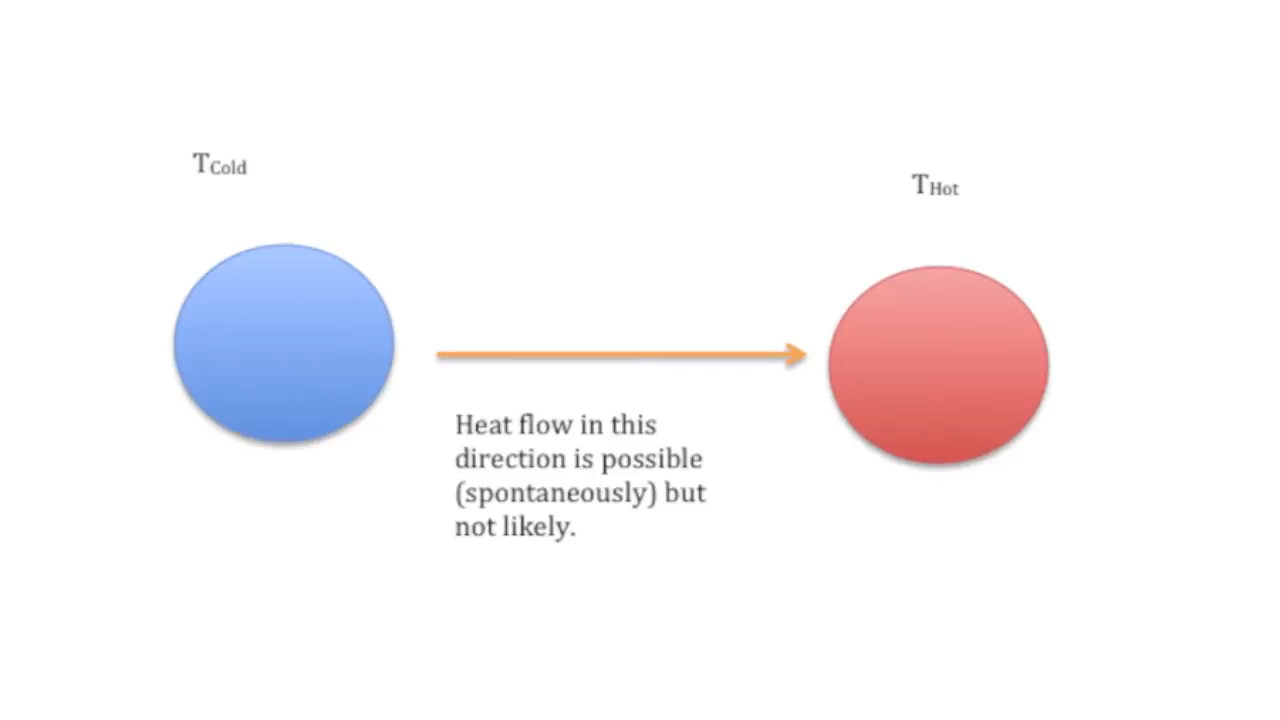 TCold
THot
Heat flow in this
direction is possible
(spontaneously) but
not likely.